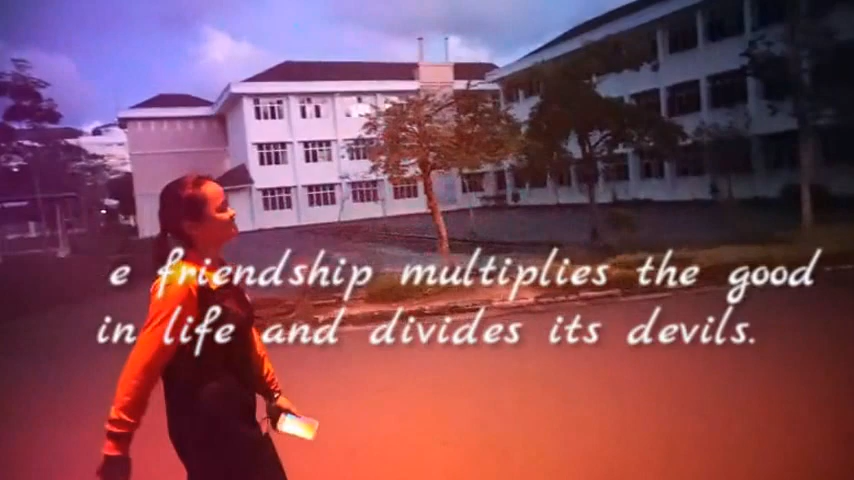 e friendship multiplies the good
in life and divides its devils.